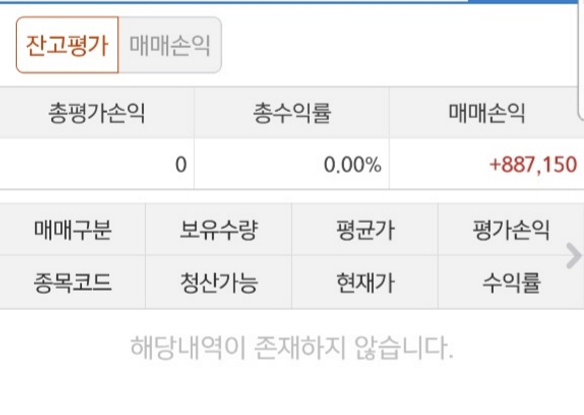 잔고평가 매매손익
총평가손익 총수익률 매매손익
0 0.00% +887,150
매매구분 보유수량 평균가 평가손익
종목코드 청산가능 현재가 수익률
해당내역이 존재하지 않습니다.